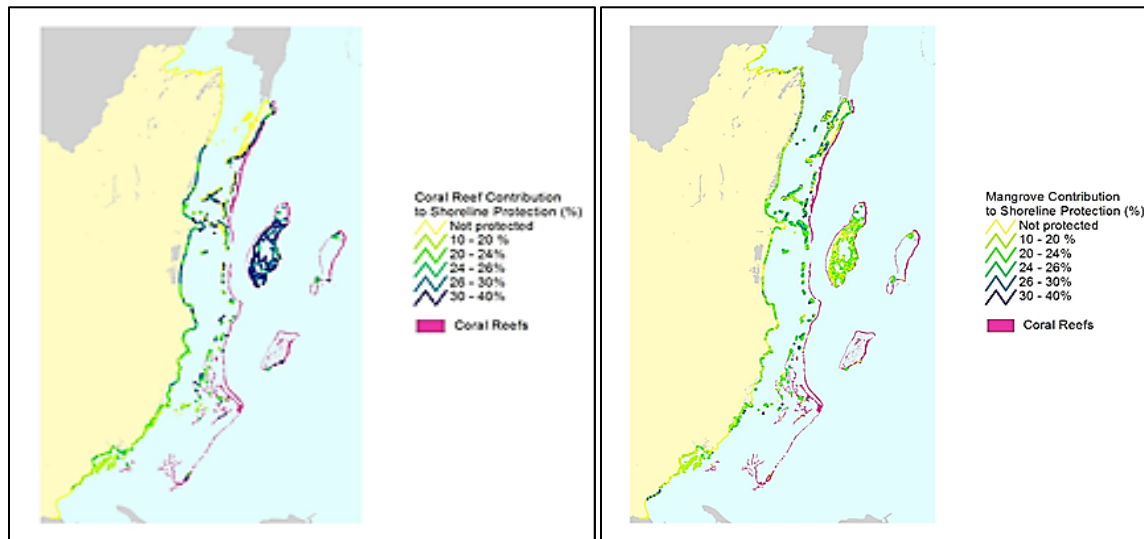 Coral Reef Contribution
to Shoreline Protection (%)
Not protected
10 - 20 %
20 - 24%
24 - 26%
26 - 30%
30 - 40%
Coral Reefs
Mangrove Contribution
to Shoreline Protection (%)
Not protected
10 - 20 %
20 - 24%
24 - 26%
26 - 30%
30 - 40%
Coral Reefs